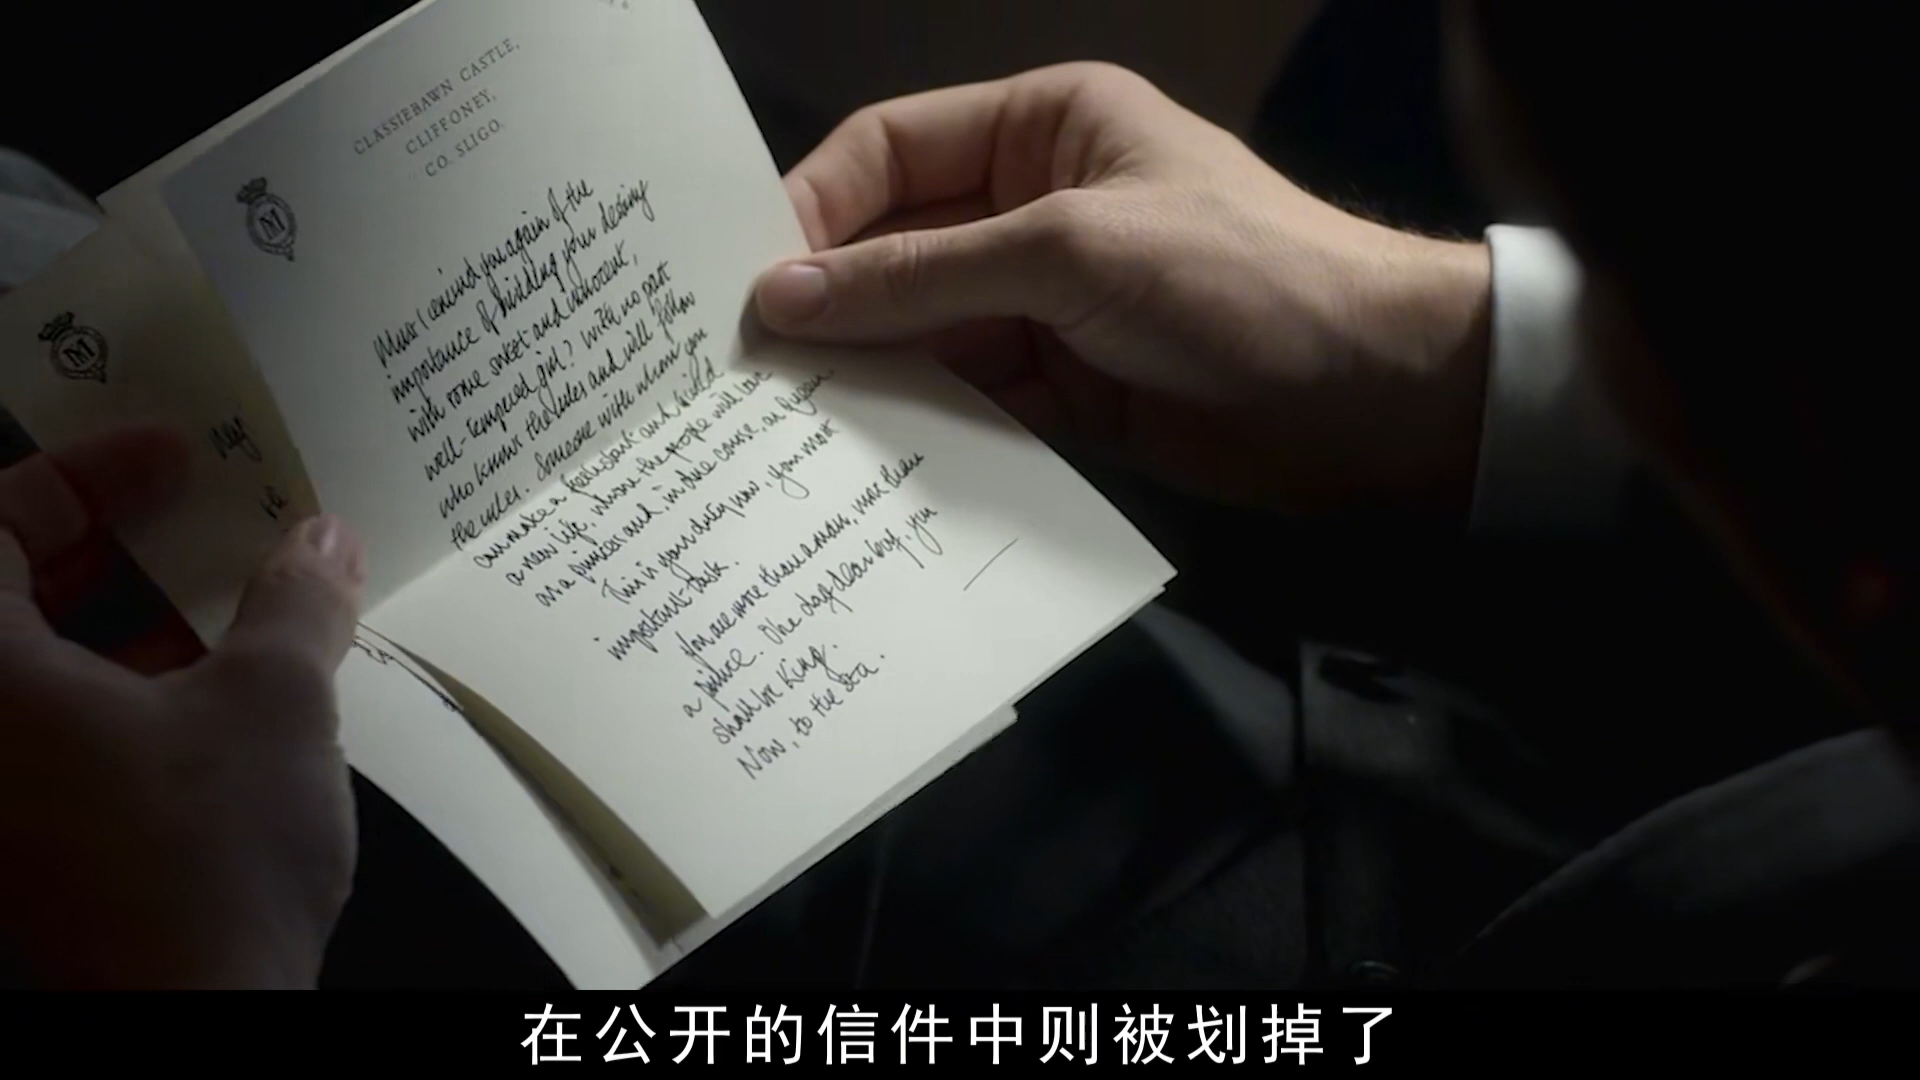 CLASSIEBAWN CASTLE,
CLIFFONEY,
CO. SLIGO.
M
M
My
Must I remind you again of the
importance of building your destiny
with some sweet and innocent,
well-tempered girl? With no past
who knows the rules and will follow
the rules. Someone with whom you
can make a fresh start and build
a new life, whom the people will love
as a princess and, in due course, as Queen.
This is your duty now, your most
important task.
You are more than a man, more than
a prince. One day, dear boy, you
shall be King.
Now, to the sea.
在公开的信件中则被划掉了